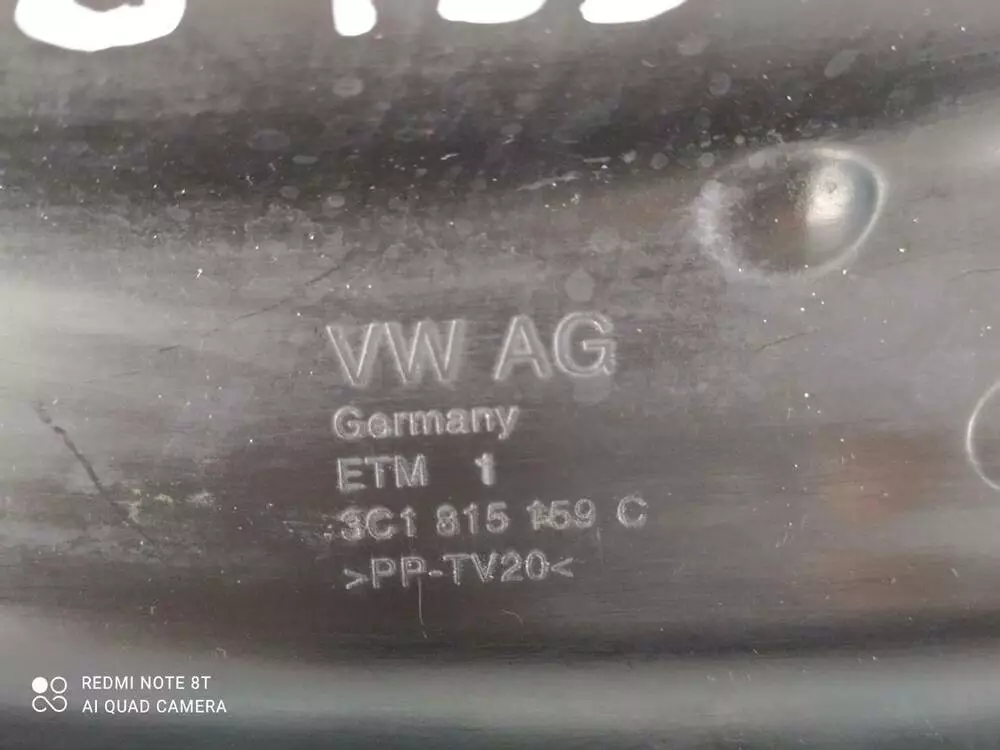 VW AG
Germany
ETM 1
3C1 815 159 C
>PP-TV20<
REDMI NOTE 8T
AI QUAD CAMERA